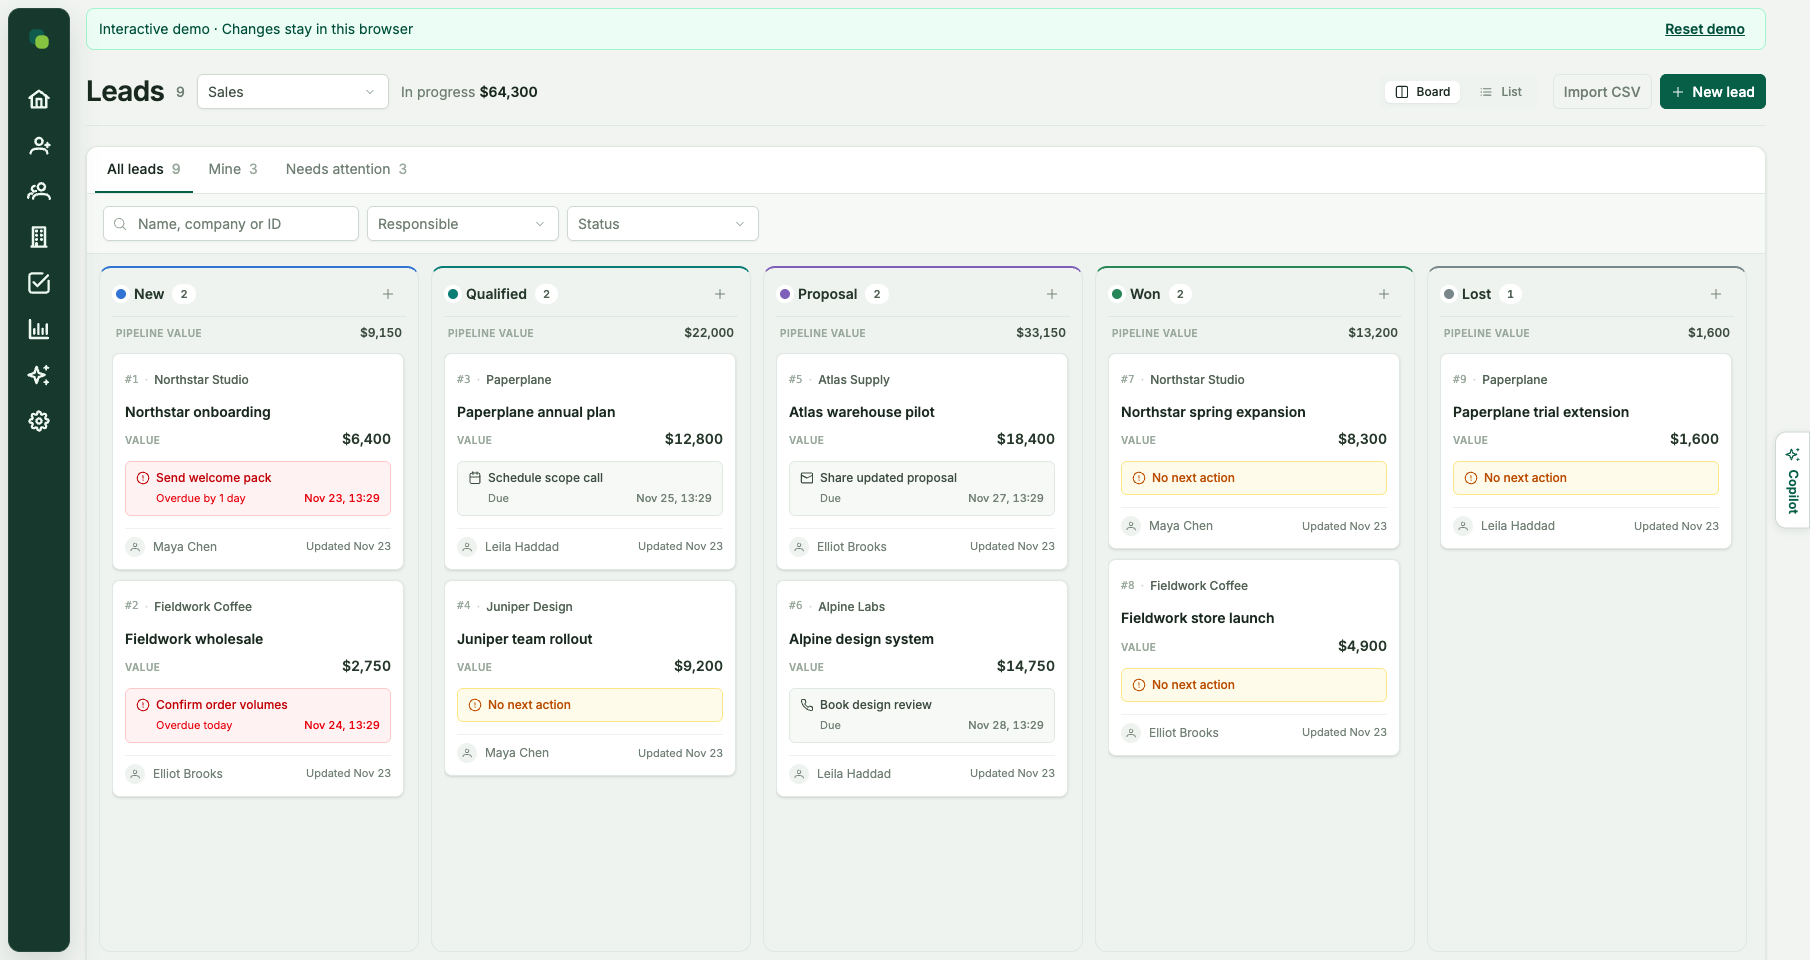 Interactive demo · Changes stay in this browser
Reset demo
Leads 9
Sales
In progress $64,300
Board
List
Import CSV
New lead
All leads 9
Mine 3
Needs attention 3
Name, company or ID
Responsible
Status
New 2
PIPELINE VALUE $9,150
#1 · Northstar Studio
Northstar onboarding
VALUE $6,400
Send welcome pack
Overdue by 1 day Nov 23, 13:29
Maya Chen Updated Nov 23
#2 · Fieldwork Coffee
Fieldwork wholesale
VALUE $2,750
Confirm order volumes
Overdue today Nov 24, 13:29
Elliot Brooks Updated Nov 23
Qualified 2
PIPELINE VALUE $22,000
#3 · Paperplane
Paperplane annual plan
VALUE $12,800
Schedule scope call
Due Nov 25, 13:29
Leila Haddad Updated Nov 23
#4 · Juniper Design
Juniper team rollout
VALUE $9,200
No next action
Maya Chen Updated Nov 23
Proposal 2
PIPELINE VALUE $33,150
#5 · Atlas Supply
Atlas warehouse pilot
VALUE $18,400
Share updated proposal
Due Nov 27, 13:29
Elliot Brooks Updated Nov 23
#6 · Alpine Labs
Alpine design system
VALUE $14,750
Book design review
Due Nov 28, 13:29
Leila Haddad Updated Nov 23
Won 2
PIPELINE VALUE $13,200
#7 · Northstar Studio
Northstar spring expansion
VALUE $8,300
No next action
Maya Chen Updated Nov 23
#8 · Fieldwork Coffee
Fieldwork store launch
VALUE $4,900
No next action
Elliot Brooks Updated Nov 23
Lost 1
PIPELINE VALUE $1,600
#9 · Paperplane
Paperplane trial extension
VALUE $1,600
No next action
Leila Haddad Updated Nov 23
Copilot